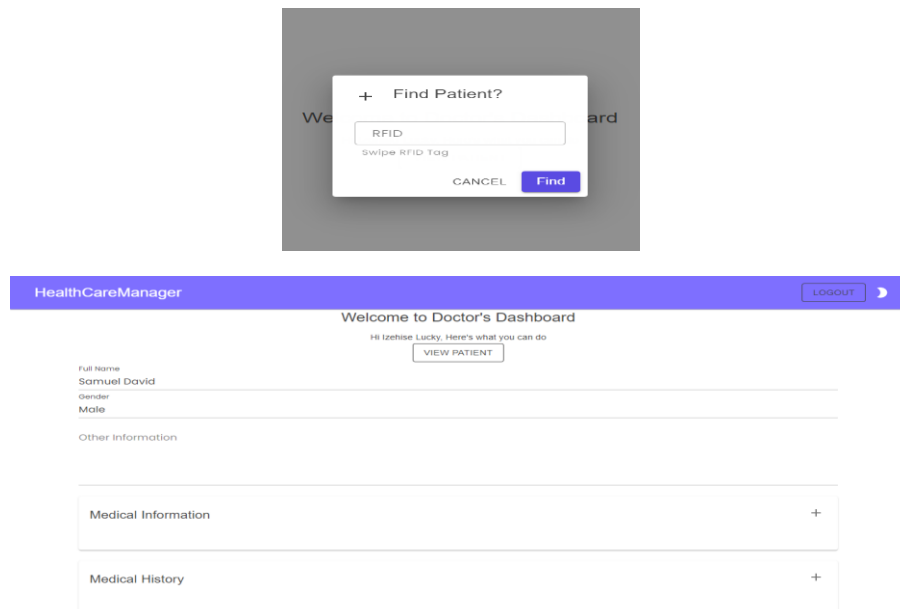 + Find Patient?
We ard
RFID
Swipe RFID Tag
CANCEL Find
HealthCareManager LOGOUT
Welcome to Doctor's Dashboard
Hi Izehise Lucky, Here's what you can do
VIEW PATIENT
Full Name
Samuel David
Gender
Male
Other Information
Medical Information +
Medical History +